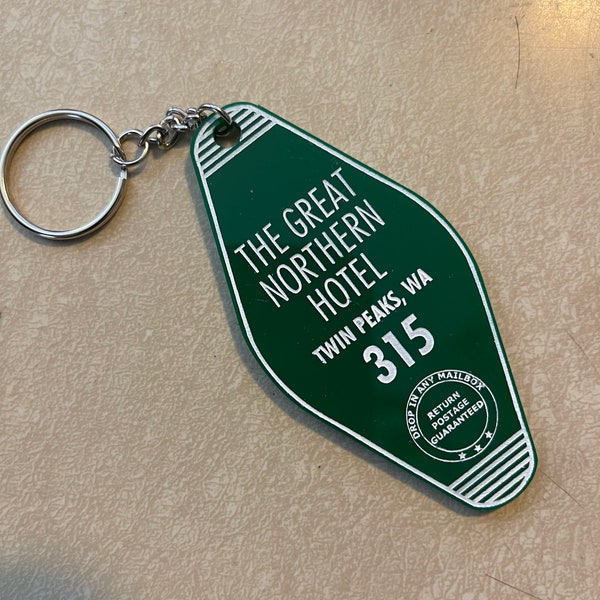 THE GREAT
NORTHERN
HOTEL
TWIN PEAKS, WA
315
DROP IN ANY MAILBOX
RETURN
POSTAGE
GUARANTEED